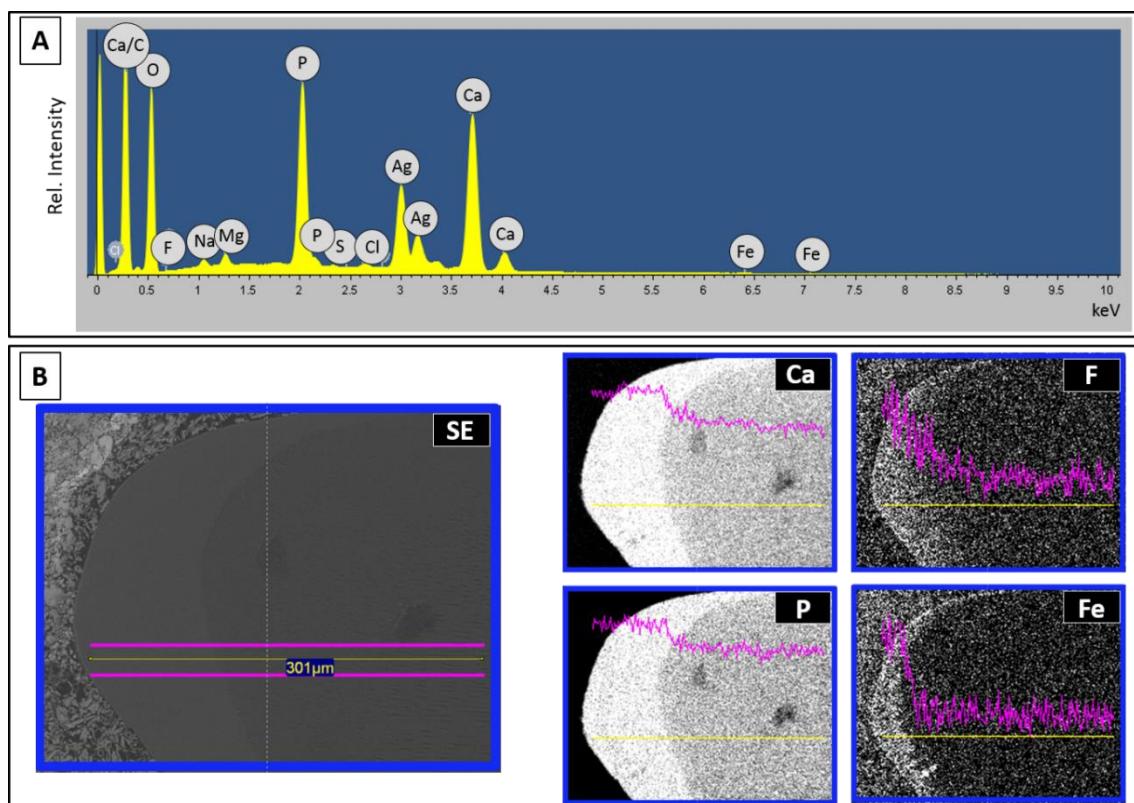 A
Rel. Intensity
Ca/C
O
P
Ca
Ag
Ag
Cl
F
Na
Mg
P
S
Cl
Ca
Fe
Fe
0 0.5 1 1.5 2 2.5 3 3.5 4 4.5 5 5.5 6 6.5 7 7.5 8 8.5 9 9.5 10
keV
B
SE
301µm
Ca
F
P
Fe